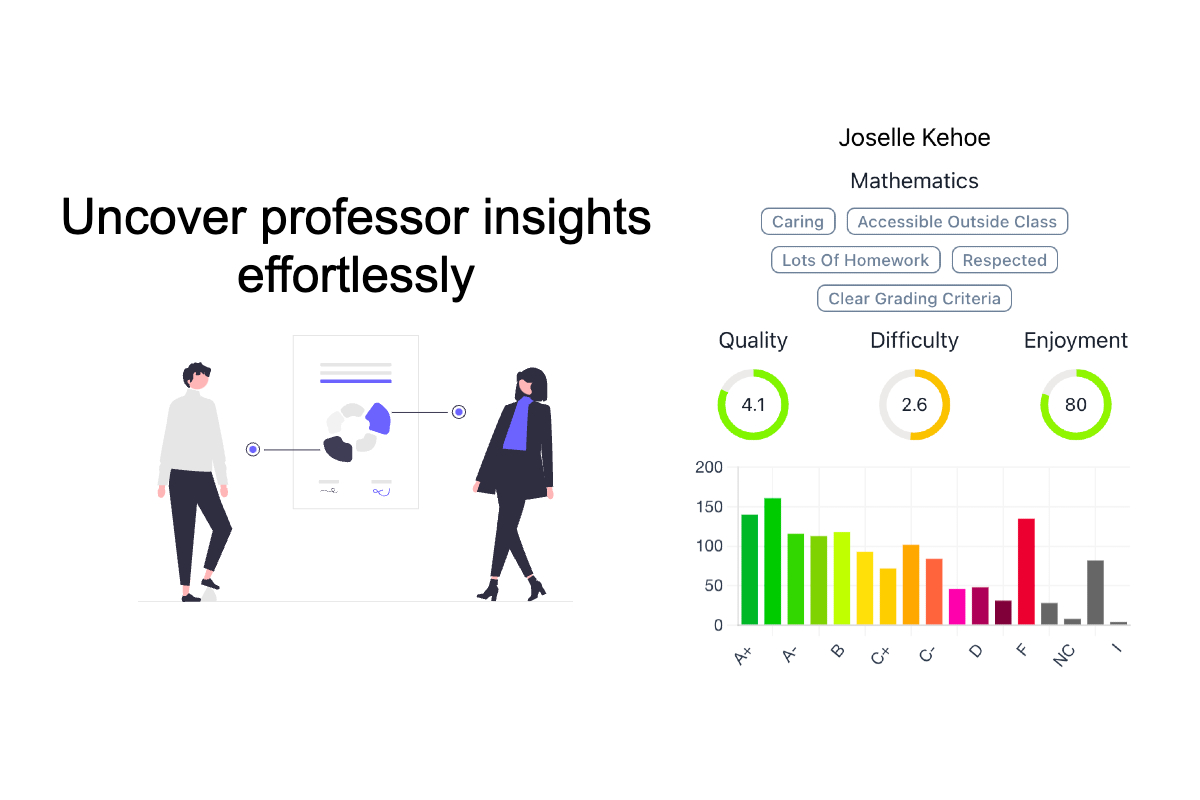 Uncover professor insights
effortlessly
Joselle Kehoe
Mathematics
Caring Accessible Outside Class
Lots Of Homework Respected
Clear Grading Criteria
Quality Difficulty Enjoyment
4.1 2.6 80
200
150
100
50
0
A+ A- B C+ C- D F NC I